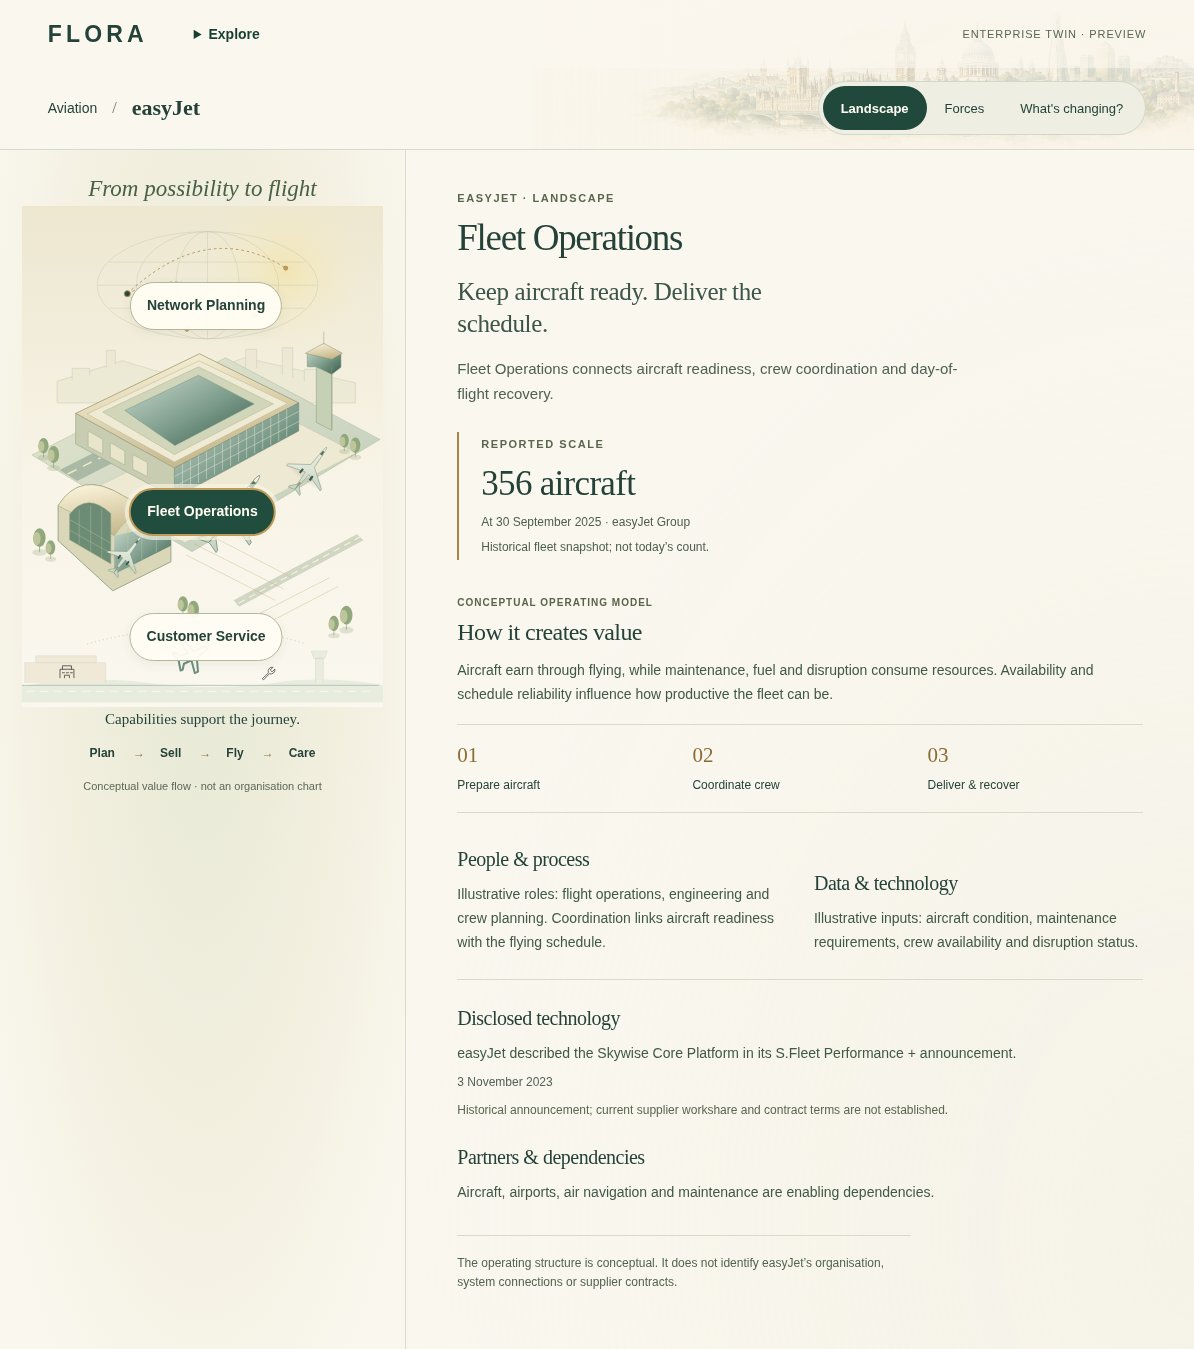 FLORA
▶ Explore
ENTERPRISE TWIN · PREVIEW
Aviation / easyJet
Landscape
Forces
What's changing?
From possibility to flight
Network Planning
Fleet Operations
Customer Service
Capabilities support the journey.
Plan → Sell → Fly → Care
Conceptual value flow · not an organisation chart
EASYJET · LANDSCAPE
Fleet Operations
Keep aircraft ready. Deliver the
schedule.
Fleet Operations connects aircraft readiness, crew coordination and day-of-
flight recovery.
REPORTED SCALE
356 aircraft
At 30 September 2025 · easyJet Group
Historical fleet snapshot; not today’s count.
CONCEPTUAL OPERATING MODEL
How it creates value
Aircraft earn through flying, while maintenance, fuel and disruption consume resources. Availability and
schedule reliability influence how productive the fleet can be.
01
Prepare aircraft
02
Coordinate crew
03
Deliver & recover
People & process
Illustrative roles: flight operations, engineering and
crew planning. Coordination links aircraft readiness
with the flying schedule.
Data & technology
Illustrative inputs: aircraft condition, maintenance
requirements, crew availability and disruption status.
Disclosed technology
easyJet described the Skywise Core Platform in its S.Fleet Performance + announcement.
3 November 2023
Historical announcement; current supplier workshare and contract terms are not established.
Partners & dependencies
Aircraft, airports, air navigation and maintenance are enabling dependencies.
The operating structure is conceptual. It does not identify easyJet’s organisation,
system connections or supplier contracts.